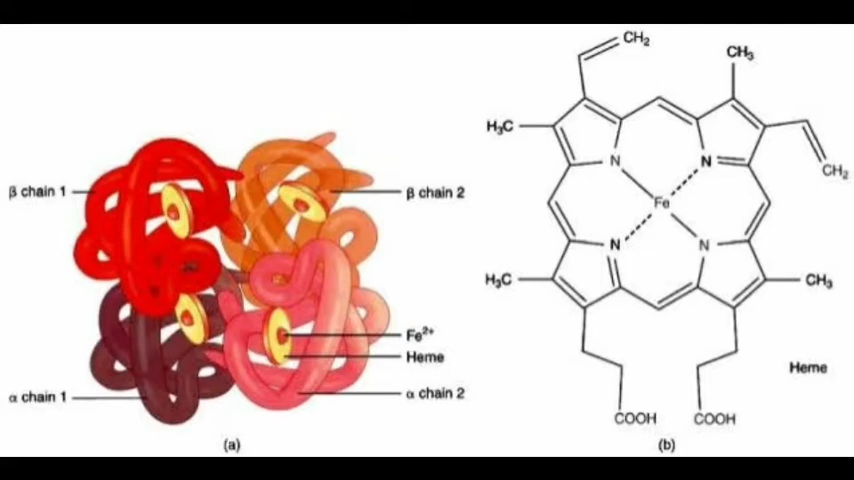 β chain 1
β chain 2
Fe²⁺
Heme
α chain 1
α chain 2
(a)
CH₂
CH₃
H₃C
CH₂
N
N
Fe
N
N
H₃C
CH₃
Heme
COOH
COOH
(b)